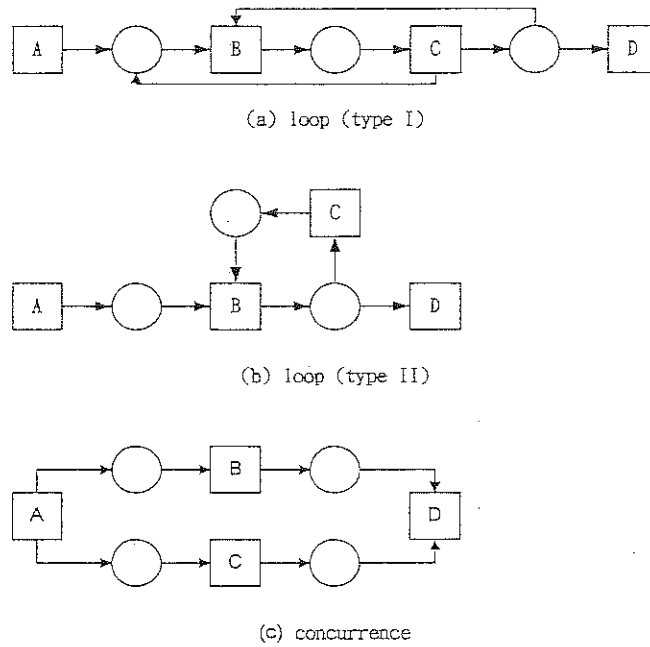 A B C D
(a) loop (type I)
C
A B D
(b) loop (type II)
B
A D
C
(c) concurrence